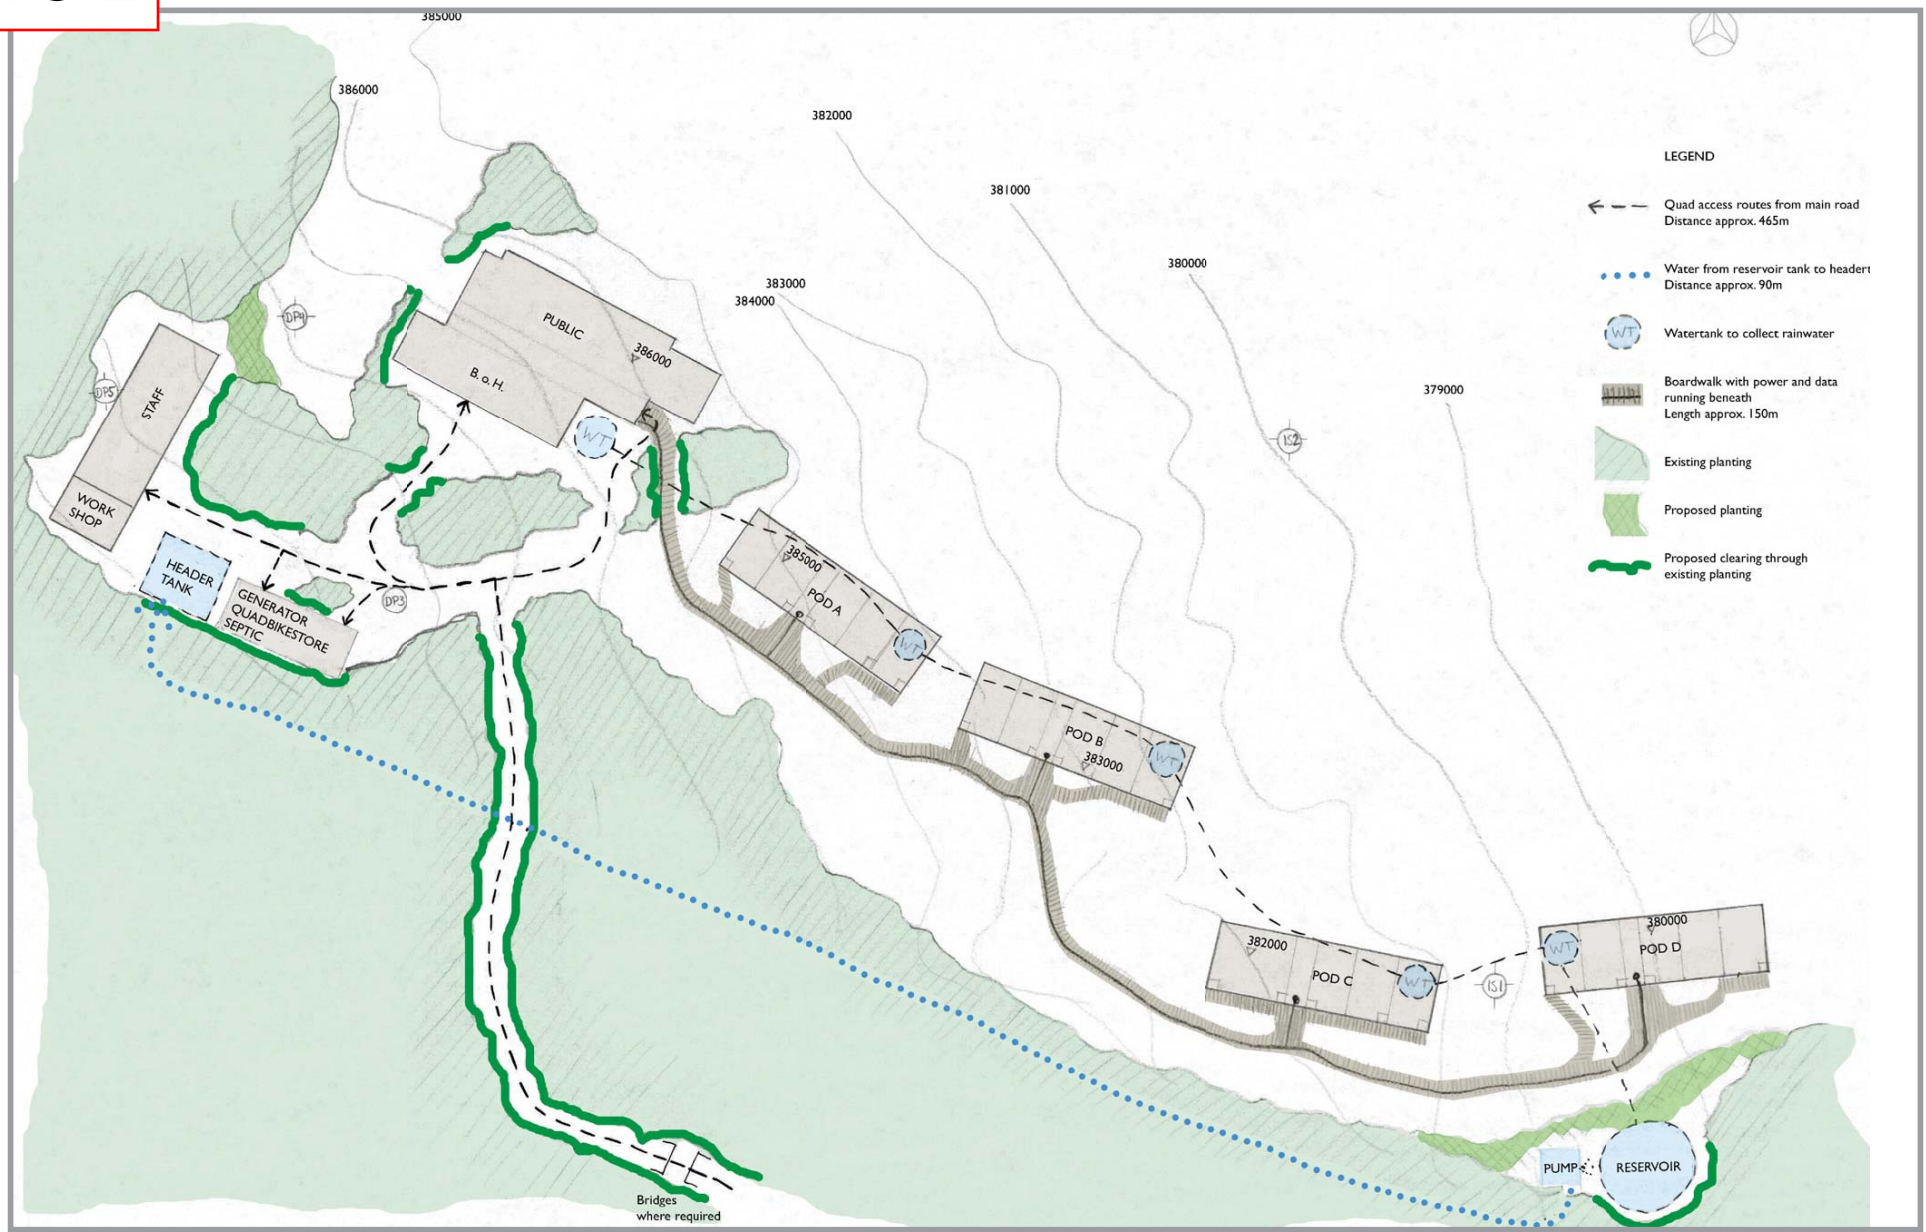 385000
386000
382000
381000
380000
383000
384000
379000
LEGEND
Quad access routes from main road
Distance approx. 465m
Water from reservoir tank to headert
Distance approx. 90m
WT
Watertank to collect rainwater
Boardwalk with power and data
running beneath
Length approx. 150m
Existing planting
Proposed planting
Proposed clearing through
existing planting
DP4
DP5
STAFF
WORK
SHOP
PUBLIC
386000
B. o. H.
WT
IS2
HEADER
TANK
GENERATOR
QUADBIKESTORE
SEPTIC
DP3
385000
POD A
WT
POD B
383000
WT
382000
POD C
WT
IS1
WT
380000
POD D
PUMP
RESERVOIR
Bridges
where required